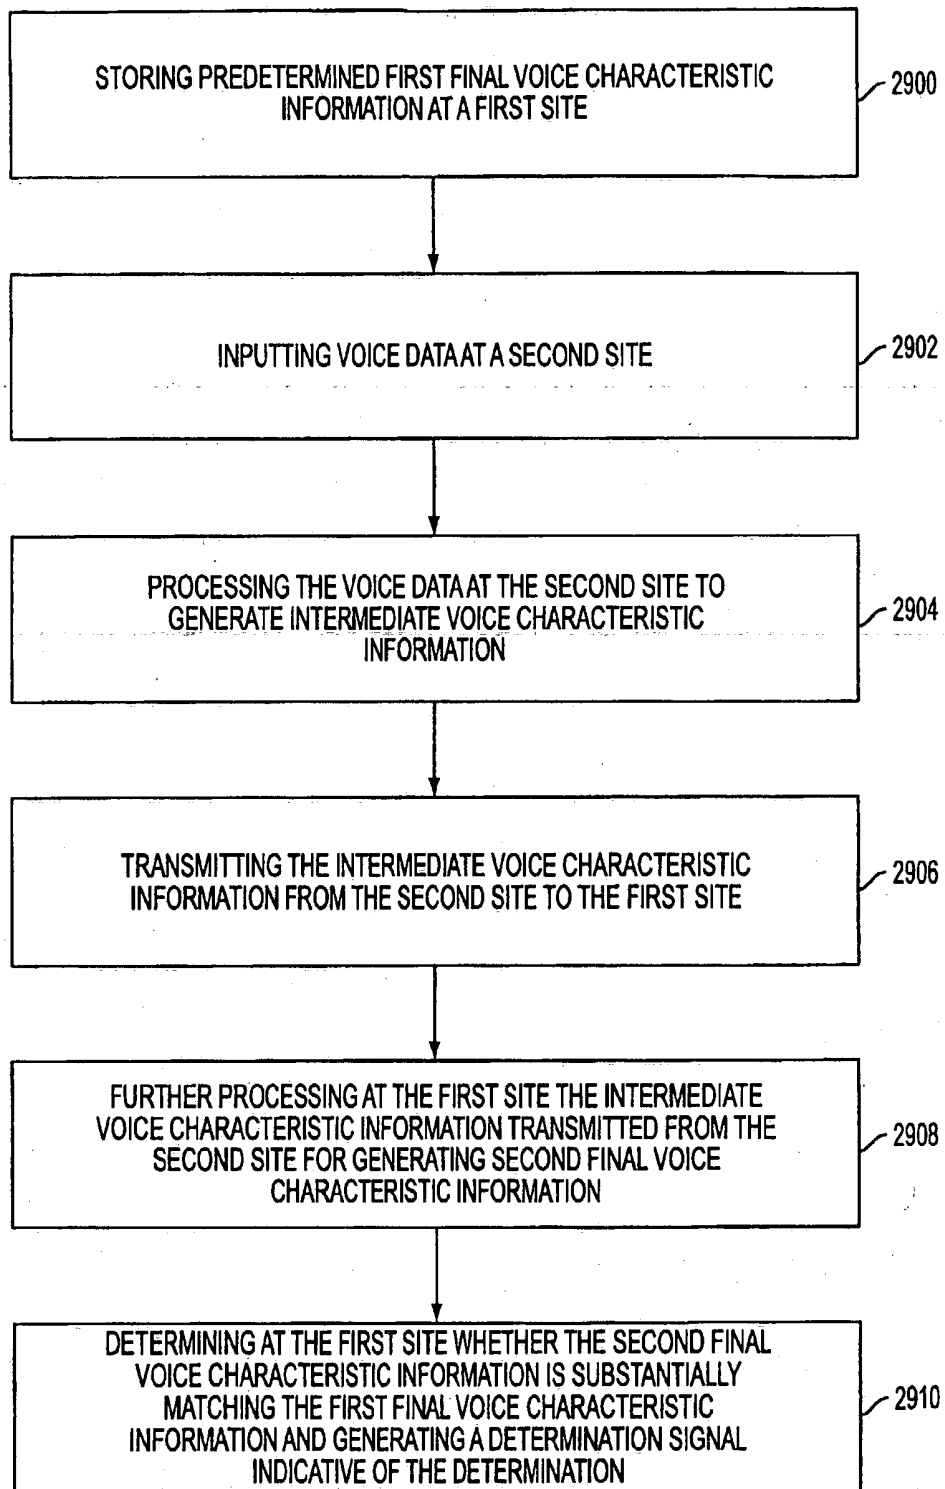 STORING PREDETERMINED FIRST FINAL VOICE CHARACTERISTIC
INFORMATION AT A FIRST SITE
2900
INPUTTING VOICE DATA AT A SECOND SITE
2902
PROCESSING THE VOICE DATA AT THE SECOND SITE TO
GENERATE INTERMEDIATE VOICE CHARACTERISTIC
INFORMATION
2904
TRANSMITTING THE INTERMEDIATE VOICE CHARACTERISTIC
INFORMATION FROM THE SECOND SITE TO THE FIRST SITE
2906
FURTHER PROCESSING AT THE FIRST SITE THE INTERMEDIATE
VOICE CHARACTERISTIC INFORMATION TRANSMITTED FROM THE
SECOND SITE FOR GENERATING SECOND FINAL VOICE
CHARACTERISTIC INFORMATION
2908
DETERMINING AT THE FIRST SITE WHETHER THE SECOND FINAL
VOICE CHARACTERISTIC INFORMATION IS SUBSTANTIALLY
MATCHING THE FIRST FINAL VOICE CHARACTERISTIC
INFORMATION AND GENERATING A DETERMINATION SIGNAL
INDICATIVE OF THE DETERMINATION
2910